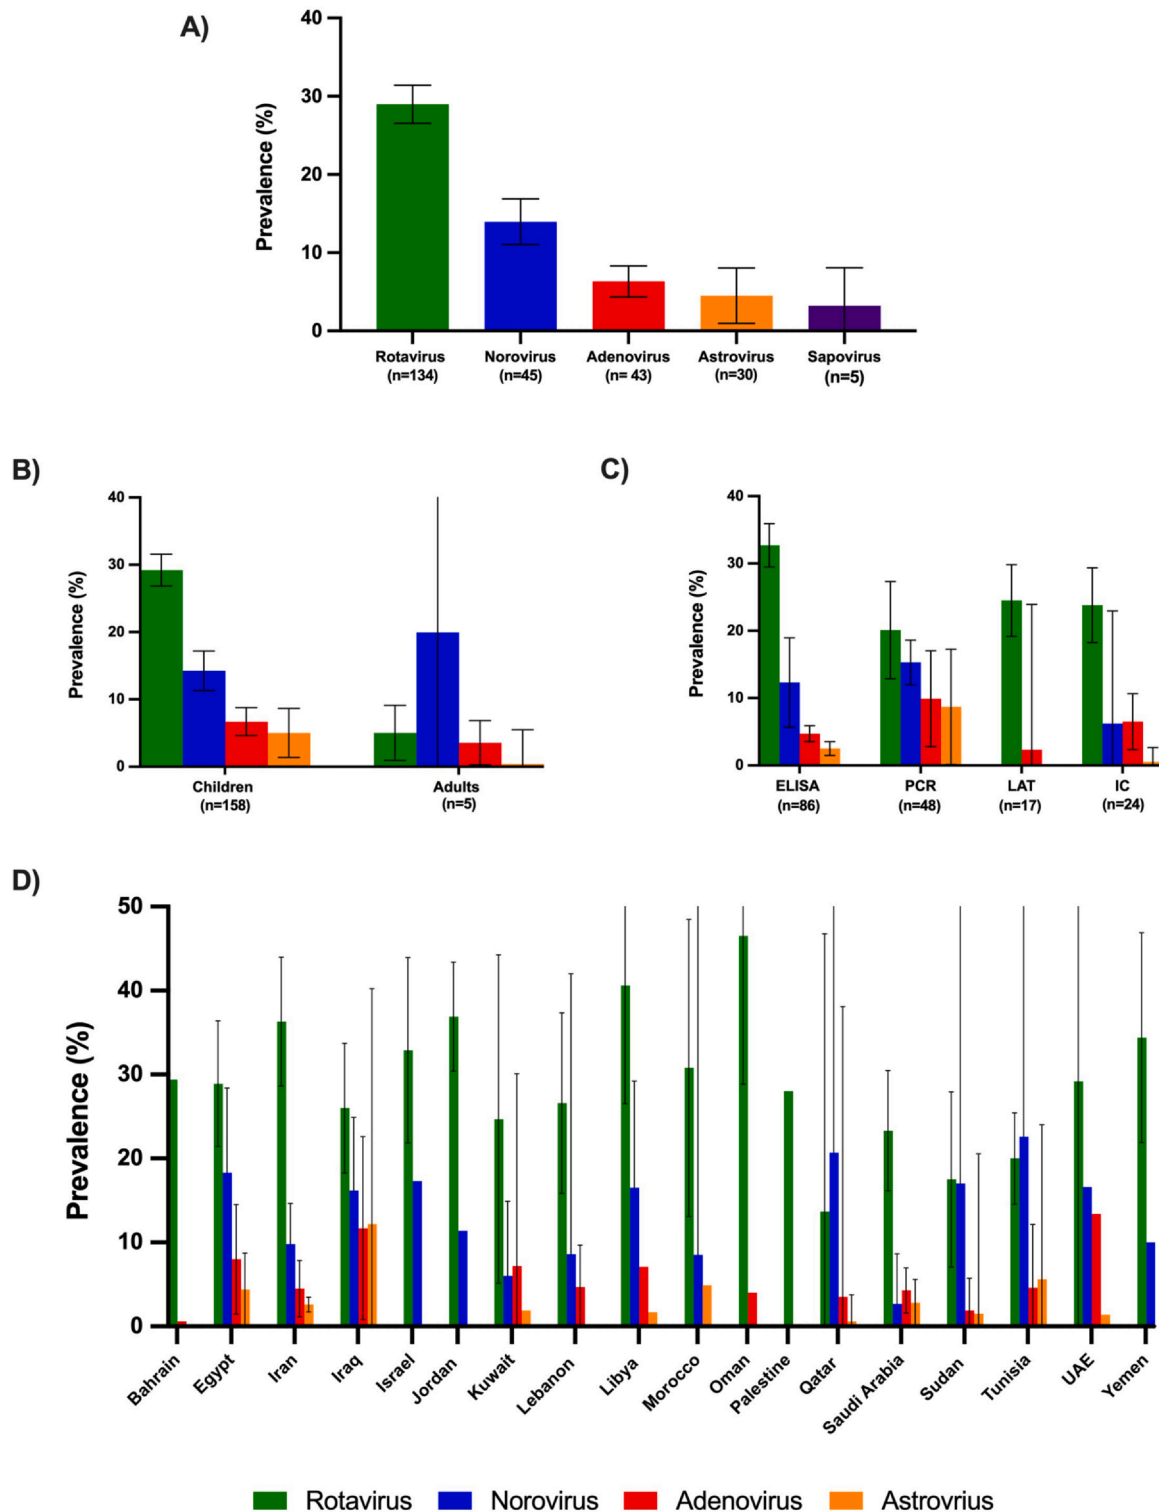 A)
Prevalence (%)
40
30
20
10
0
Rotavirus Norovirus Adenovirus Astrovirus Sapovirus
(n=134) (n=45) (n= 43) (n=30) (n=5)
B)
Prevalence (%)
40
30
20
10
0
Children Adults
(n=158) (n=5)
C)
Prevalence (%)
40
30
20
10
0
ELISA PCR LAT IC
(n=86) (n=48) (n=17) (n=24)
D)
Prevalence (%)
50
40
30
20
10
0
Bahrain
Egypt
Iran
Iraq
Israel
Jordan
Kuwait
Lebanon
Libya
Morocco
Oman
Palestine
Qatar
Saudi Arabia
Sudan
Tunisia
UAE
Yemen
Rotavirus Norovirus Adenovirus Astrovrius